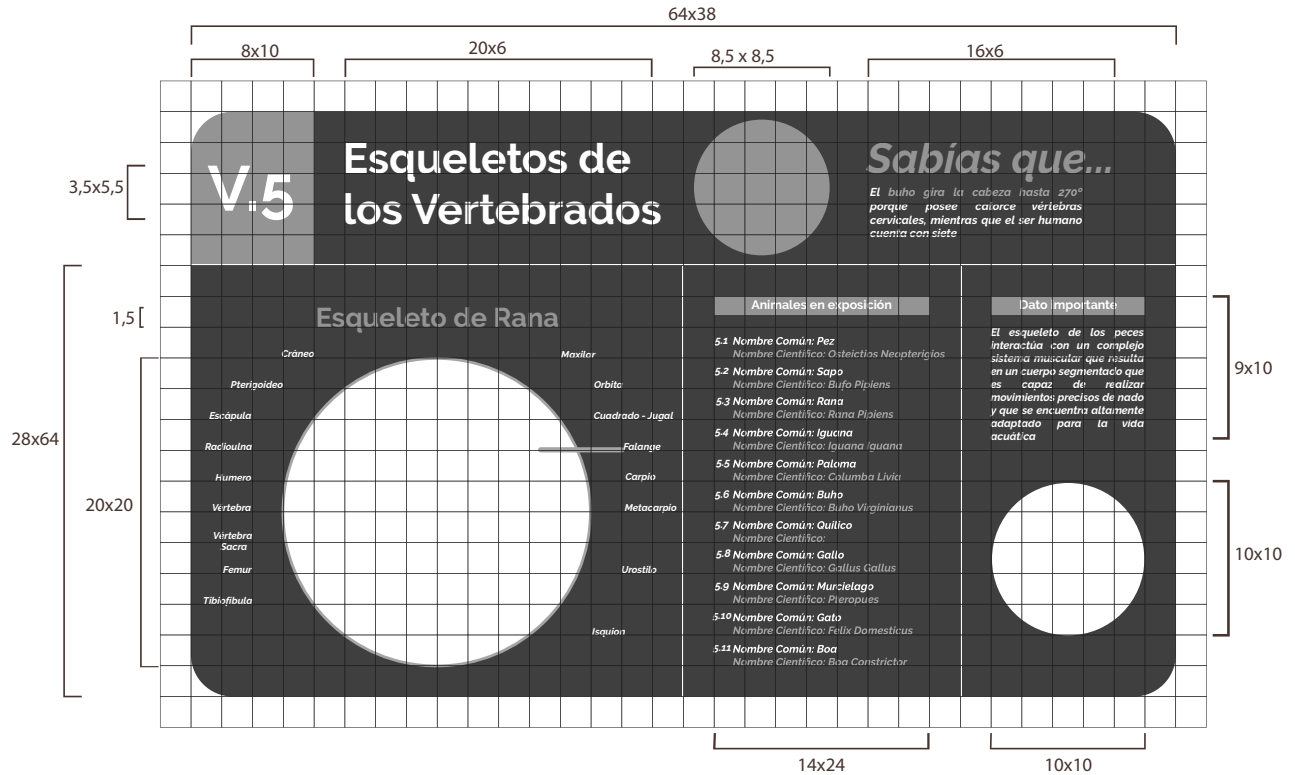 64x38
8x10
20x6
8,5 x 8,5
16x6
3,5x5,5
V.5
Esqueletos de
los Vertebrados
Sabías que...
El buho gira la cabeza hasta 270°
porque posee catorce vértebras
cervicales, mientras que el ser humano
cuenta con siete
28x64
1,5
20x20
Esqueleto de Rana
Cráneo
Pterigoideo
Escápula
Radioulna
Humero
Vertebra
Vértebra
Sacra
Femur
Tibiofibula
Maxilar
Orbita
Cuadrado - Jugal
Falange
Carpio
Metacarpio
Urostilo
Isquion
Animales en exposición
5.1 Nombre Común: Pez
Nombre Científico: Osteictios Neopterigios
5.2 Nombre Común: Sapo
Nombre Científico: Bufo Pipiens
5.3 Nombre Común: Rana
Nombre Científico: Rana Pipiens
5.4 Nombre Común: Iguana
Nombre Científico: Iguana Iguana
5.5 Nombre Común: Paloma
Nombre Científico: Columba Livia
5.6 Nombre Común: Buho
Nombre Científico: Buho Virginianus
5.7 Nombre Común: Quilico
Nombre Científico:
5.8 Nombre Común: Gallo
Nombre Científico: Gallus Gallus
5.9 Nombre Común: Murcielago
Nombre Científico: Pteropues
5.10 Nombre Común: Gato
Nombre Científico: Felix Domesticus
5.11 Nombre Común: Boa
Nombre Científico: Boa Constrictor
Dato importante
El esqueleto de los peces
interactúa con un complejo
sistema muscular que resulta
en un cuerpo segmentado que
es capaz de realizar
movimientos precisos de nado
y que se encuentra altamente
adaptado para la vida
acuática
9x10
10x10
14x24
10x10